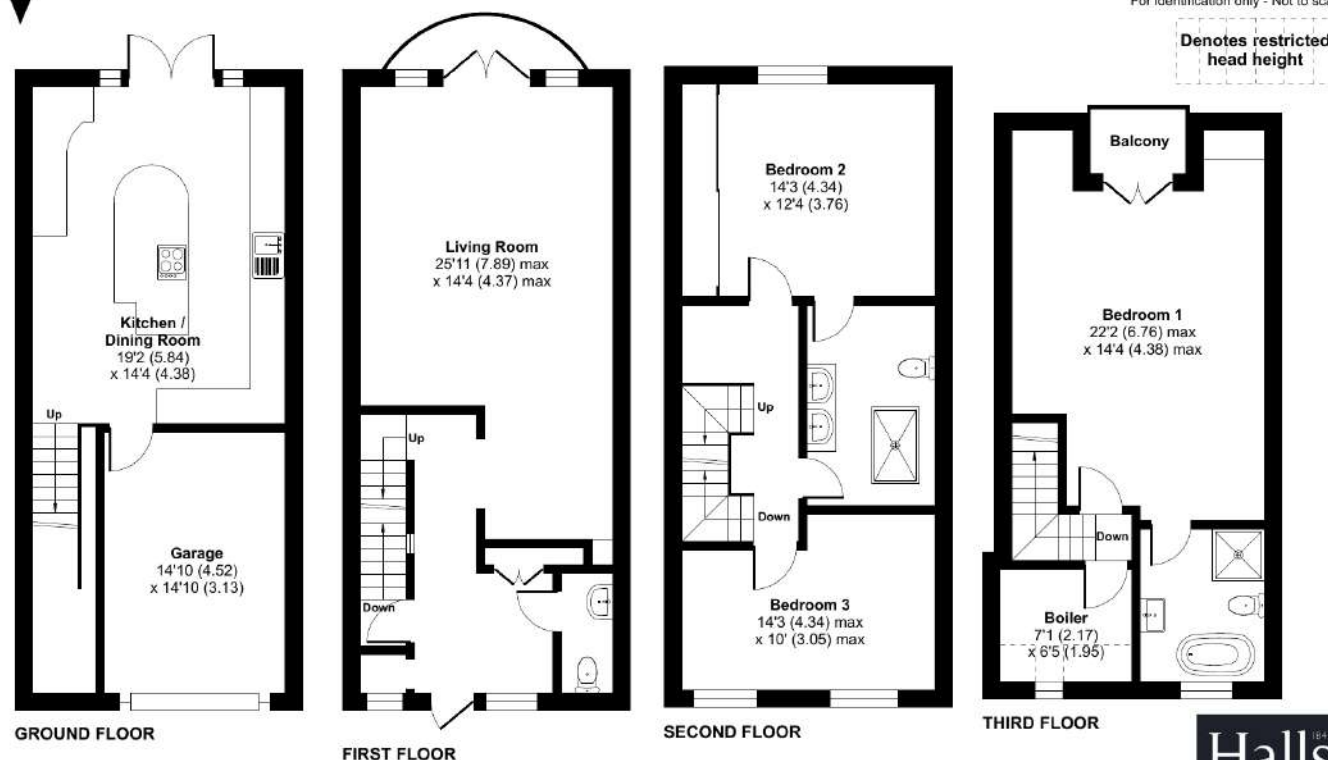 For identification only - Not to sca
Denotes restricted
head height
Balcony
Bedroom 2
14'3 (4.34)
x 12'4 (3.76)
Living Room
25'11 (7.89) max
x 14'4 (4.37) max
Kitchen /
Dining Room
19'2 (5.84)
x 14'4 (4.38)
Bedroom 1
22'2 (6.76) max
x 14'4 (4.38) max
Up
Up
Up
Down
Down
Garage
14'10 (4.52)
x 14'10 (3.13)
Down
Bedroom 3
14'3 (4.34) max
x 10' (3.05) max
Boiler
7'1 (2.17)
x 6'5 (1.95)
GROUND FLOOR
FIRST FLOOR
SECOND FLOOR
THIRD FLOOR
Halls
184